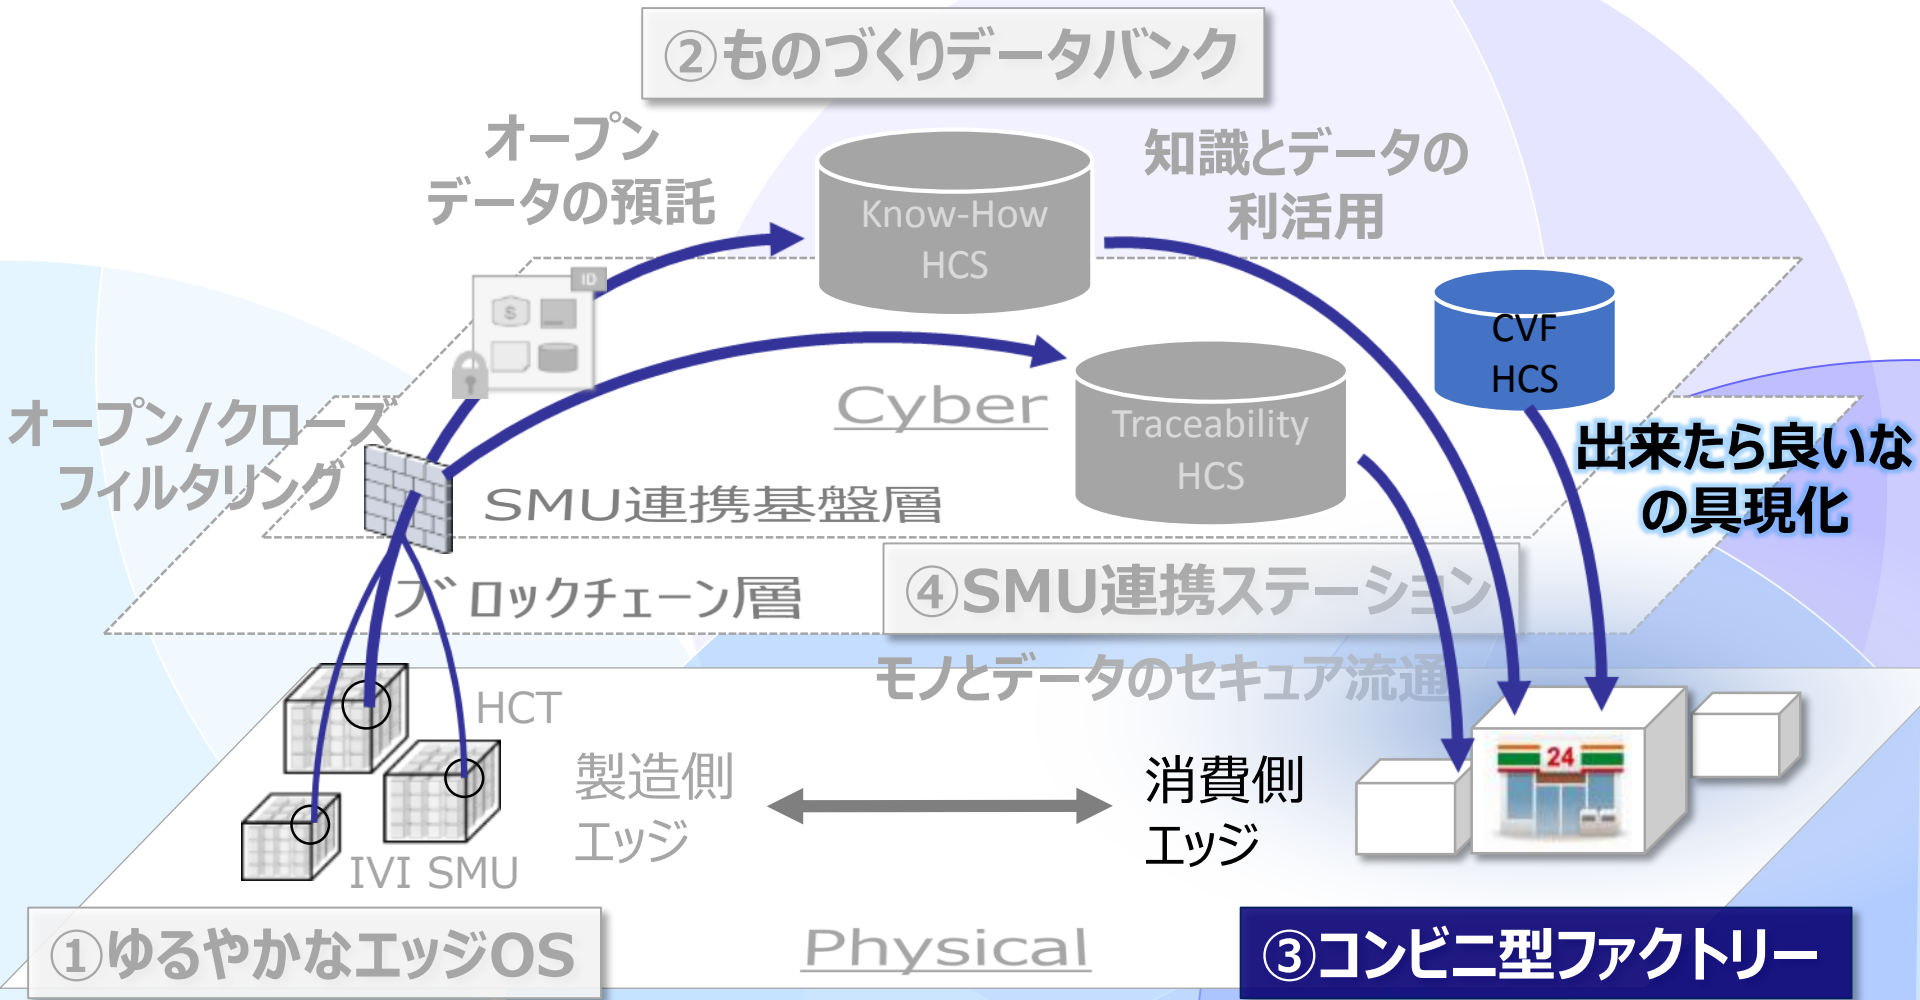 ②ものづくりデータバンク
オープン
データの預託
知識とデータの
利活用
Know-How
HCS
ID
$
CVF
HCS
オープン/クローズ
フィルタリング
Cyber
Traceability
HCS
出来たら良いな
の具現化
SMU連携基盤層
ブロックチェーン層
④SMU連携ステーション
モノとデータのセキュア流通
HCT
製造側
エッジ
消費側
エッジ
24
IVI SMU
①ゆるやかなエッジOS
Physical
③コンビニ型ファクトリー